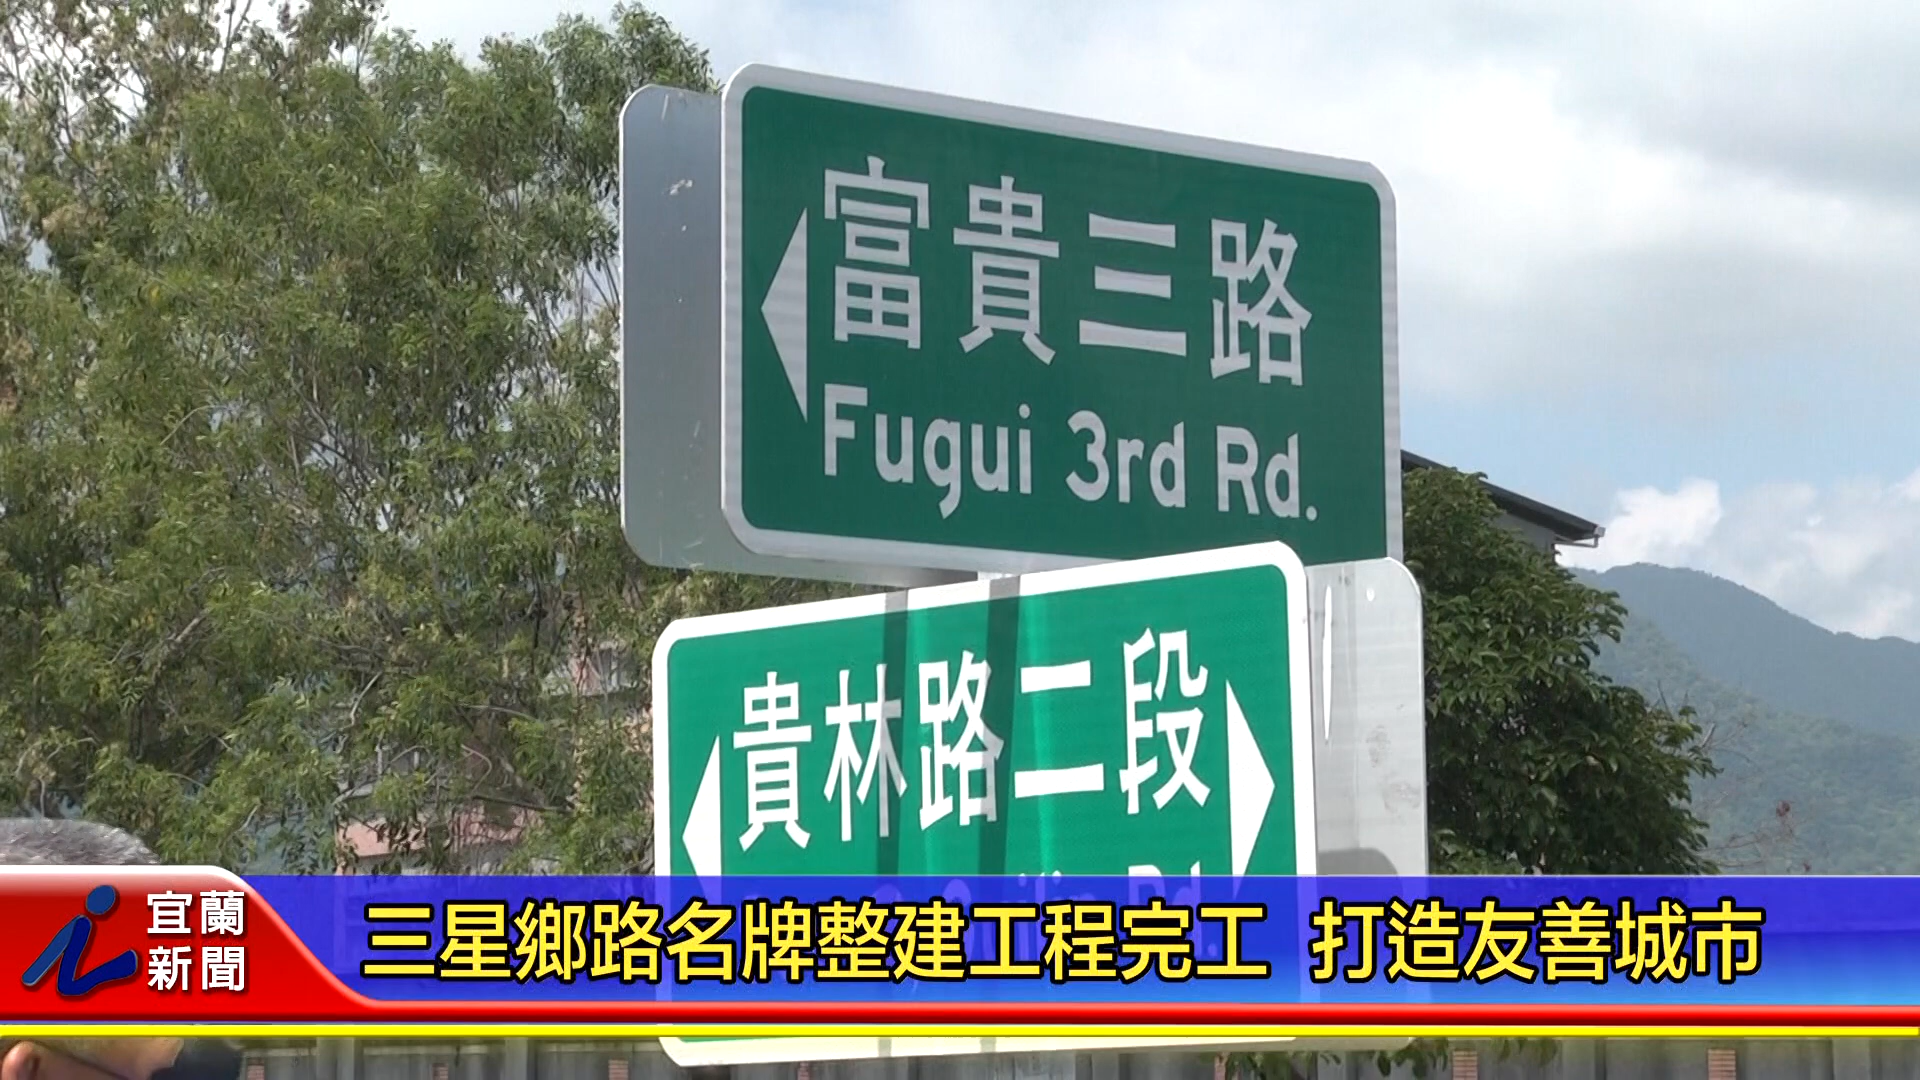 富貴三路
Fugui 3rd Rd.
貴林路二段
宜蘭
新聞
三星鄉路名牌整建工程完工 打造友善城市